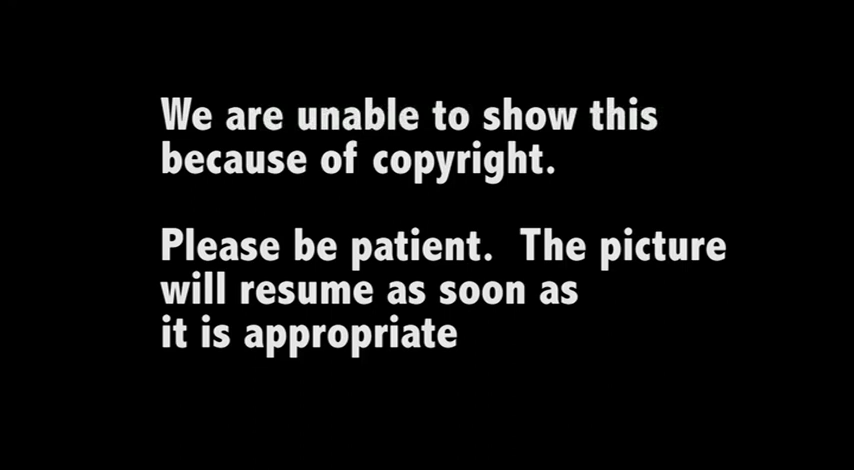 We are unable to show this
because of copyright.
Please be patient.  The picture
will resume as soon as
it is appropriate